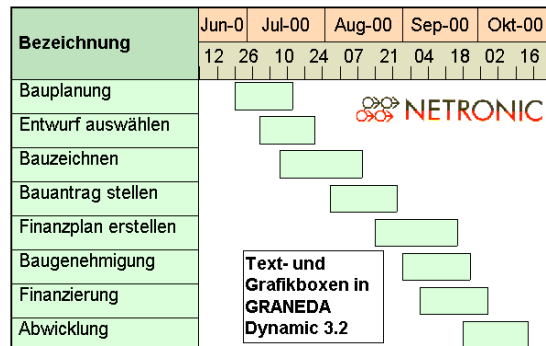 Bezeichnung
Jun-0 Jul-00 Aug-00 Sep-00 Okt-00
12 26 10 24 07 21 04 18 02 16
Bauplanung
NETRONIC
Entwurf auswählen
Bauzeichnen
Bauantrag stellen
Finanzplan erstellen
Baugenehmigung
Finanzierung
Abwicklung
Text- und
Grafikboxen in
GRANEDA
Dynamic 3.2